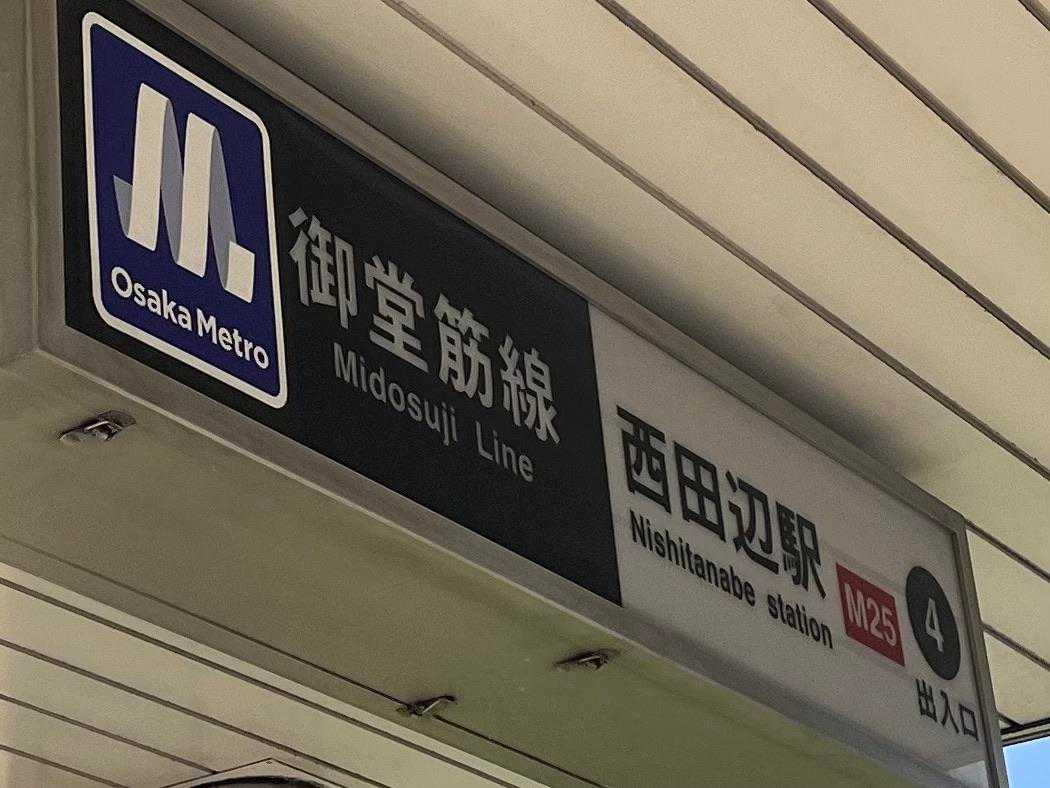 Osaka Metro
御堂筋線
Midosuji Line
西田辺駅
Nishitanabe station
M25
4
出入口